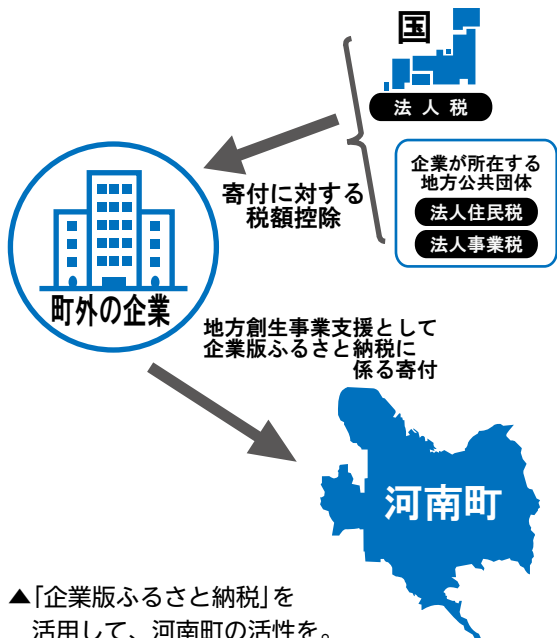 国
法人税
企業が所在する
地方公共団体
法人住民税
法人事業税
寄付に対する
税額控除
町外の企業
地方創生事業支援として
企業版ふるさと納税に
係る寄付
河南町
▲「企業版ふるさと納税」を
活用して、河南町の活性を。